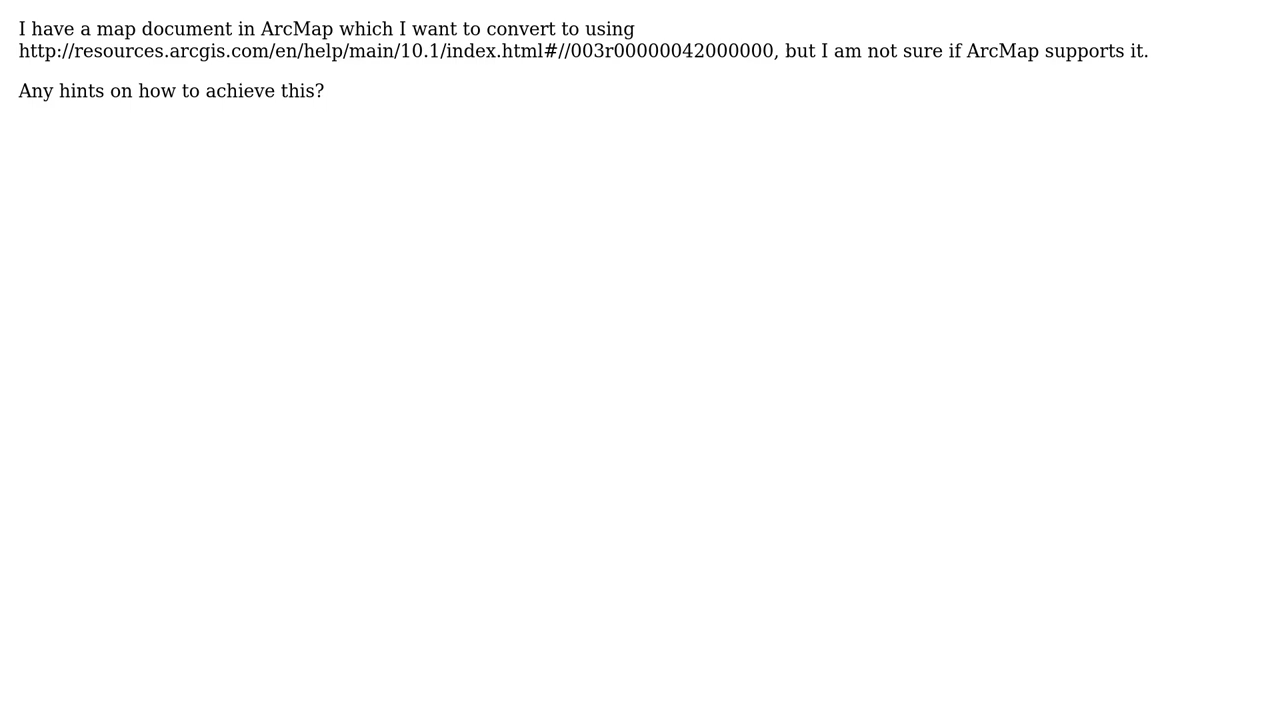 I have a map document in ArcMap which I want to convert to using
http://resources.arcgis.com/en/help/main/10.1/index.html#//003r00000042000000, but I am not sure if ArcMap supports it.
Any hints on how to achieve this?